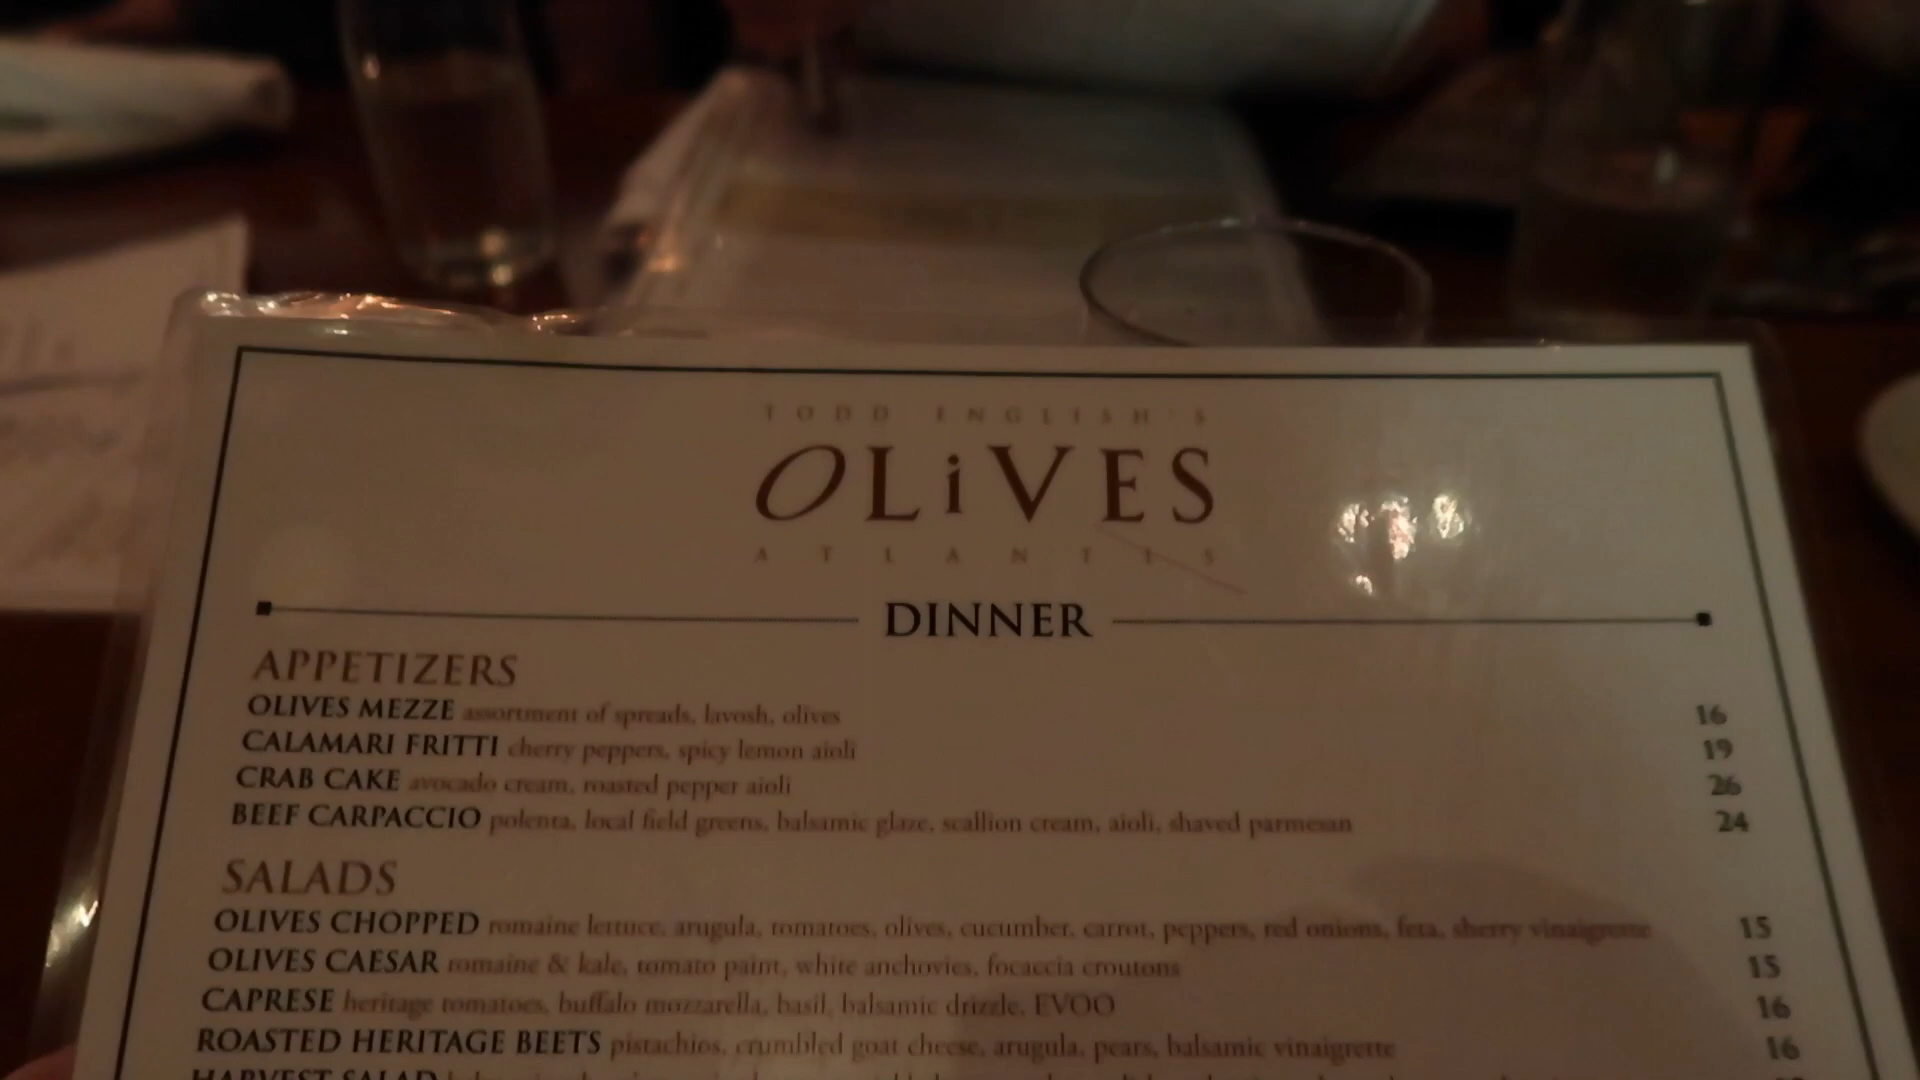 TODD ENGLISH'S
OLiVES
ATLANTIS
DINNER
APPETIZERS
OLIVES MEZZE assortment of spreads, lavosh, olives 16
CALAMARI FRITTI cherry peppers, spicy lemon aioli 19
CRAB CAKE avocado cream, roasted pepper aioli 26
BEEF CARPACCIO polenta, local field greens, balsamic glaze, scallion cream, aioli, shaved parmesan 24
SALADS
OLIVES CHOPPED romaine lettuce, arugula, tomatoes, olives, cucumber, carrot, peppers, red onions, feta, sherry vinaigrette 15
OLIVES CAESAR romaine & kale, tomato paint, white anchovies, focaccia croutons 15
CAPRESE heritage tomatoes, buffalo mozzarella, basil, balsamic drizzle, EVOO 16
ROASTED HERITAGE BEETS pistachios, crumbled goat cheese, arugula, pears, balsamic vinaigrette 16
HARVEST SALAD